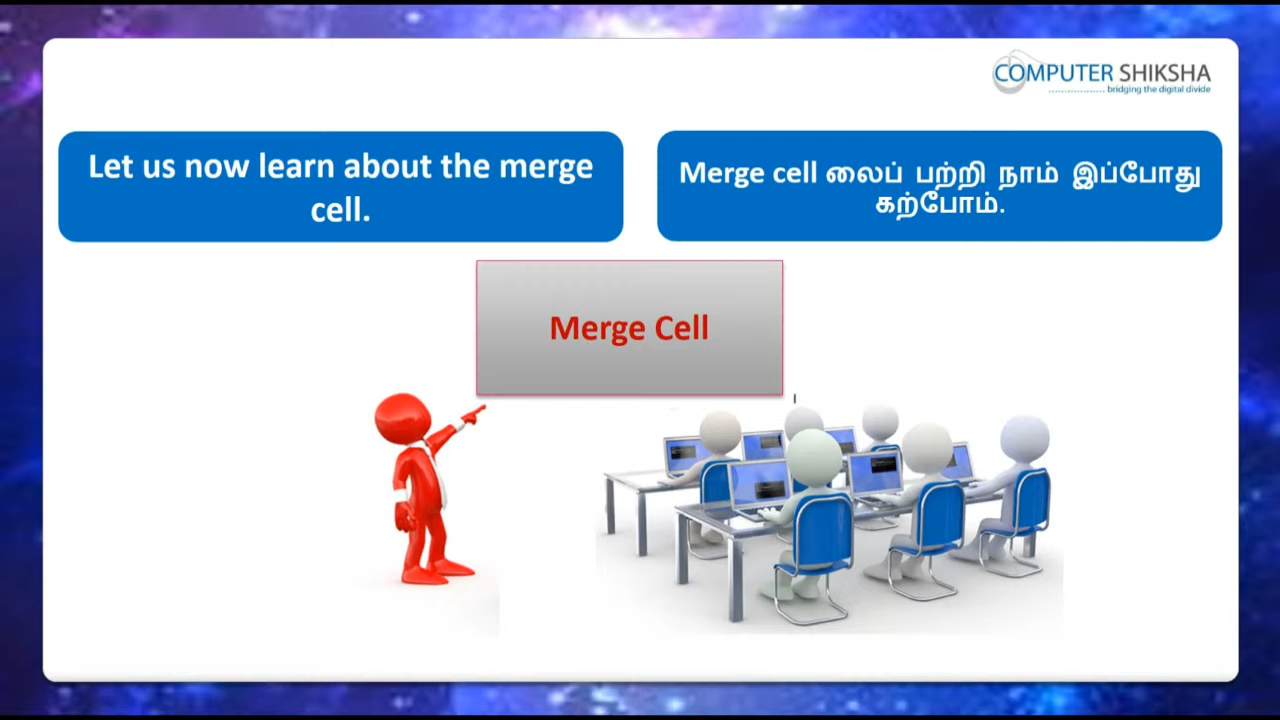 COMPUTER SHIKSHA
bridging the digital divide
Let us now learn about the merge
cell.
Merge cell லைப் பற்றி நாம் இப்போது
கற்போம்.
Merge Cell